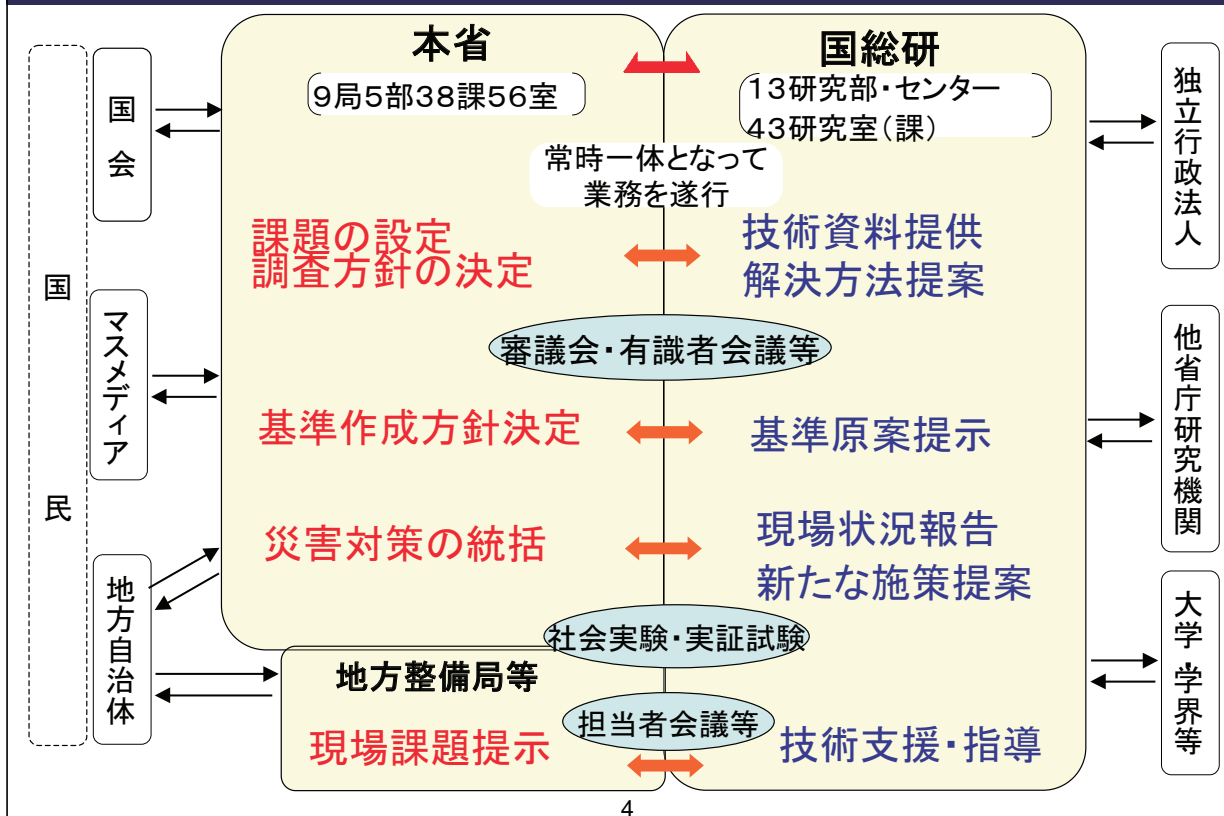 本省
国総研
9局5部38課56室
13研究部・センター
43研究室(課)
常時一体となって
業務を遂行
課題の設定
調査方針の決定
技術資料提供
解決方法提案
審議会・有識者会議等
基準作成方針決定
基準原案提示
災害対策の統括
現場状況報告
新たな施策提案
社会実験・実証試験
地方整備局等
担当者会議等
現場課題提示
技術支援・指導
国民
国会
マスメディア
地方自治体
独立行政法人
他省庁研究機関
大学・学界等
4